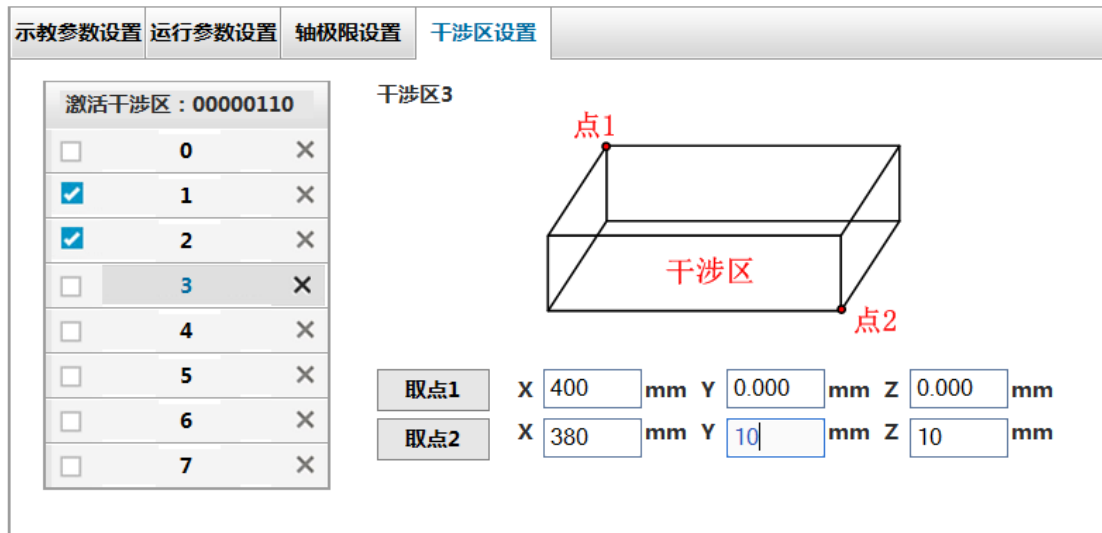 示教参数设置 运行参数设置 轴极限设置 干涉区设置
激活干涉区：00000110
0
1
2
3
4
5
6
7
干涉区3
点1
干涉区
点2
取点1 X 400 mm Y 0.000 mm Z 0.000 mm
取点2 X 380 mm Y 10 mm Z 10 mm